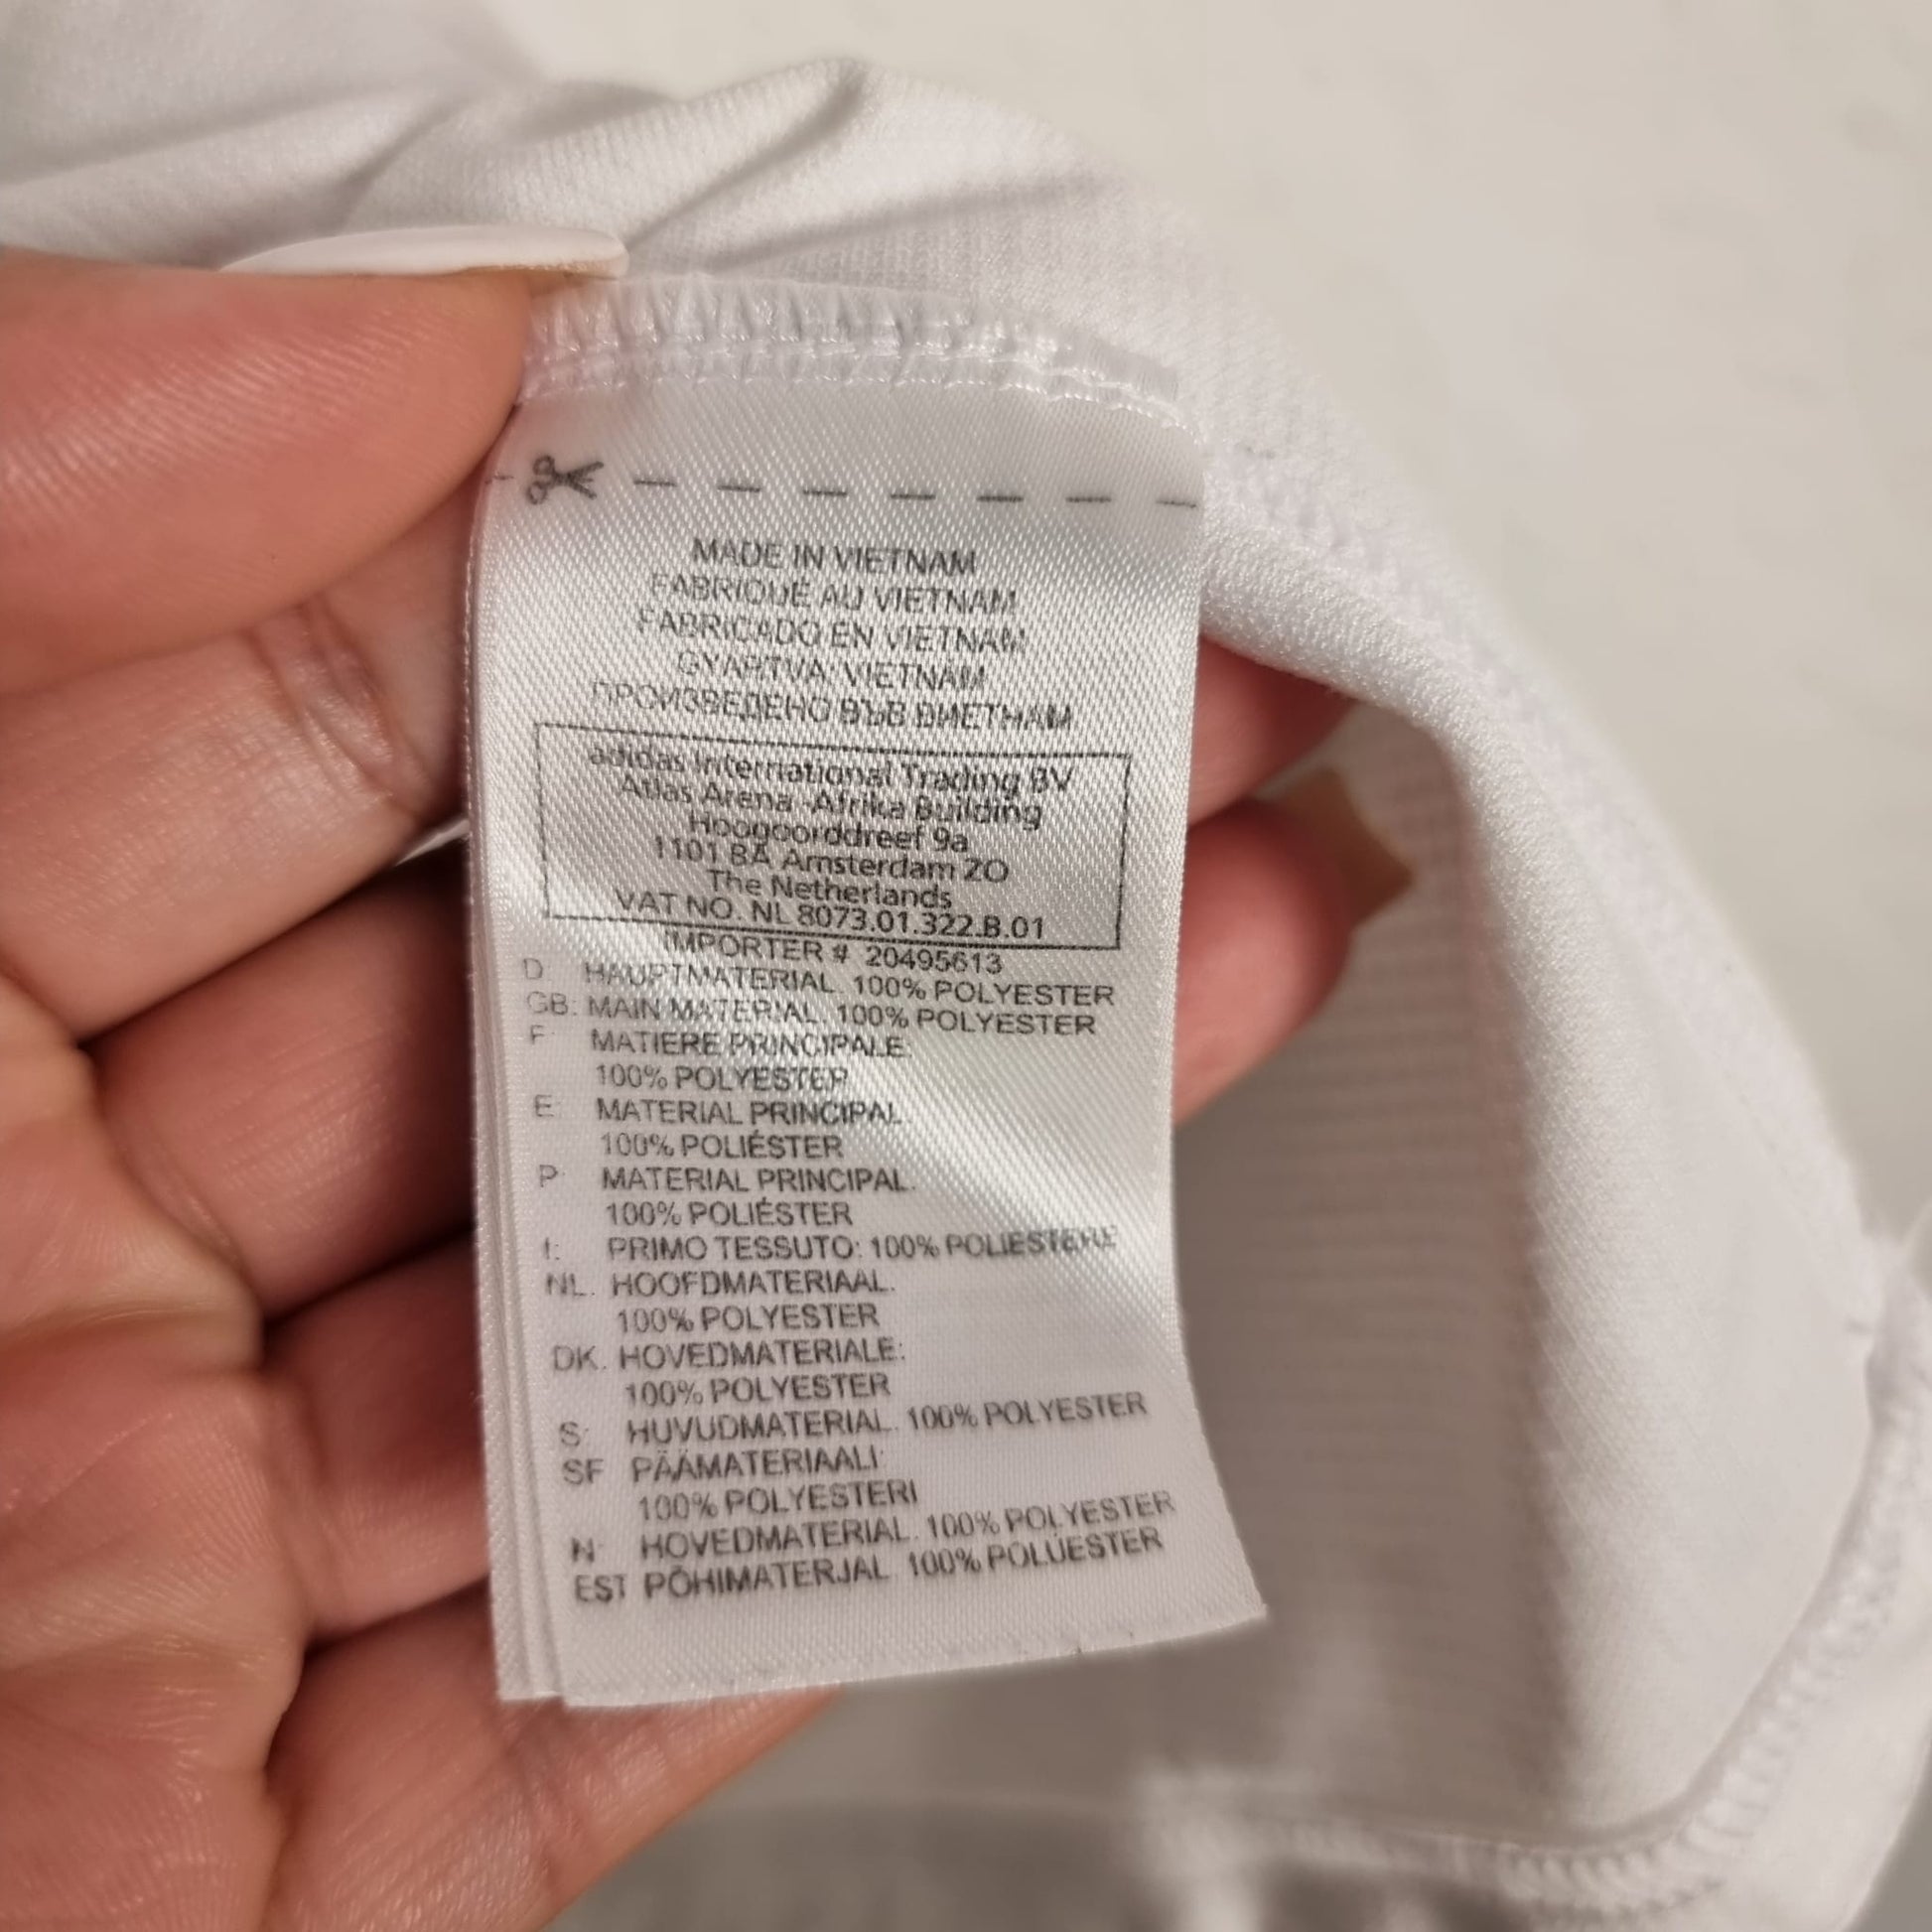 MADE IN VIETNAM
FABRIQUÉ AU VIETNAM
FABRICADO EN VIETNAM
GYÁRTVA: VIETNAM
ПРОИЗВЕДЕНО ВЪВ ВИЕТНАМ
adidas International Trading BV
Atlas Arena -Afrika Building
Hoogoorddreef 9a
1101 BA Amsterdam ZO
The Netherlands
VAT NO. NL 8073.01.322.B.01
IMPORTER # 20495613
D: HAUPTMATERIAL: 100% POLYESTER
GB: MAIN MATERIAL: 100% POLYESTER
F: MATIERE PRINCIPALE:
100% POLYESTER
E: MATERIAL PRINCIPAL:
100% POLIÉSTER
P: MATERIAL PRINCIPAL:
100% POLIÉSTER
I: PRIMO TESSUTO: 100% POLIESTERE
NL: HOOFDMATERIAAL:
100% POLYESTER
DK: HOVEDMATERIALE:
100% POLYESTER
S: HUVUDMATERIAL: 100% POLYESTER
SF: PÄÄMATERIAALI:
100% POLYESTERI
N: HOVEDMATERIAL: 100% POLYESTER
EST: PÕHIMATERJAL: 100% POLÜESTER